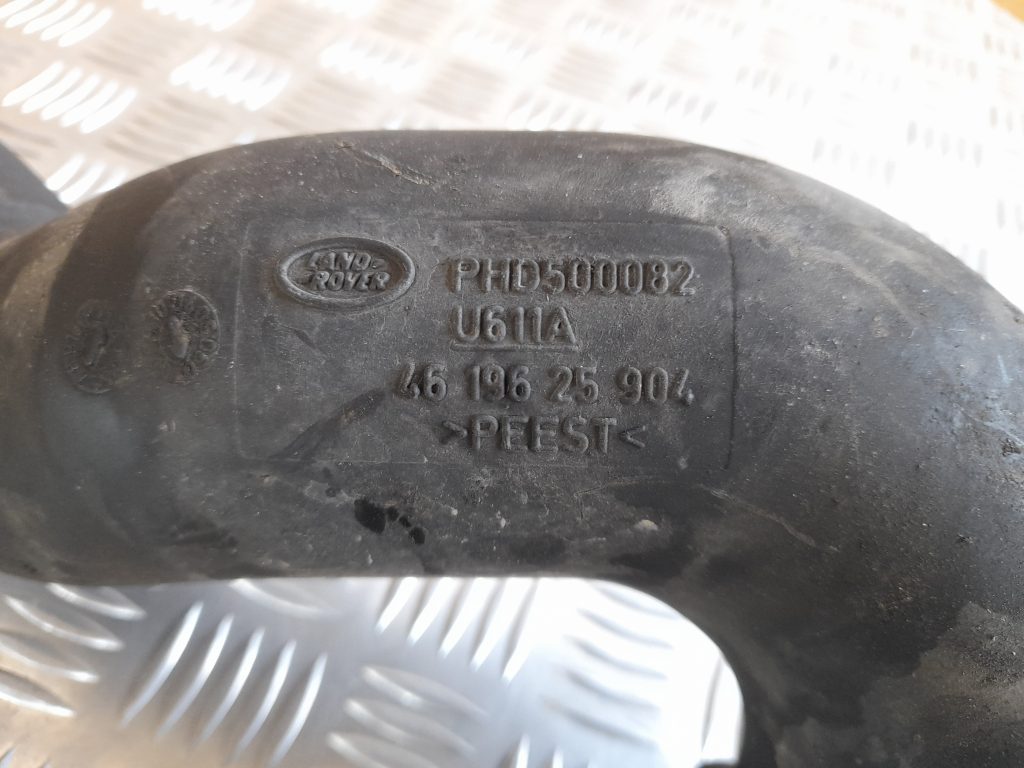 LAND
ROVER
PHD500082
U611A
46 196 25 904
>PEEST<